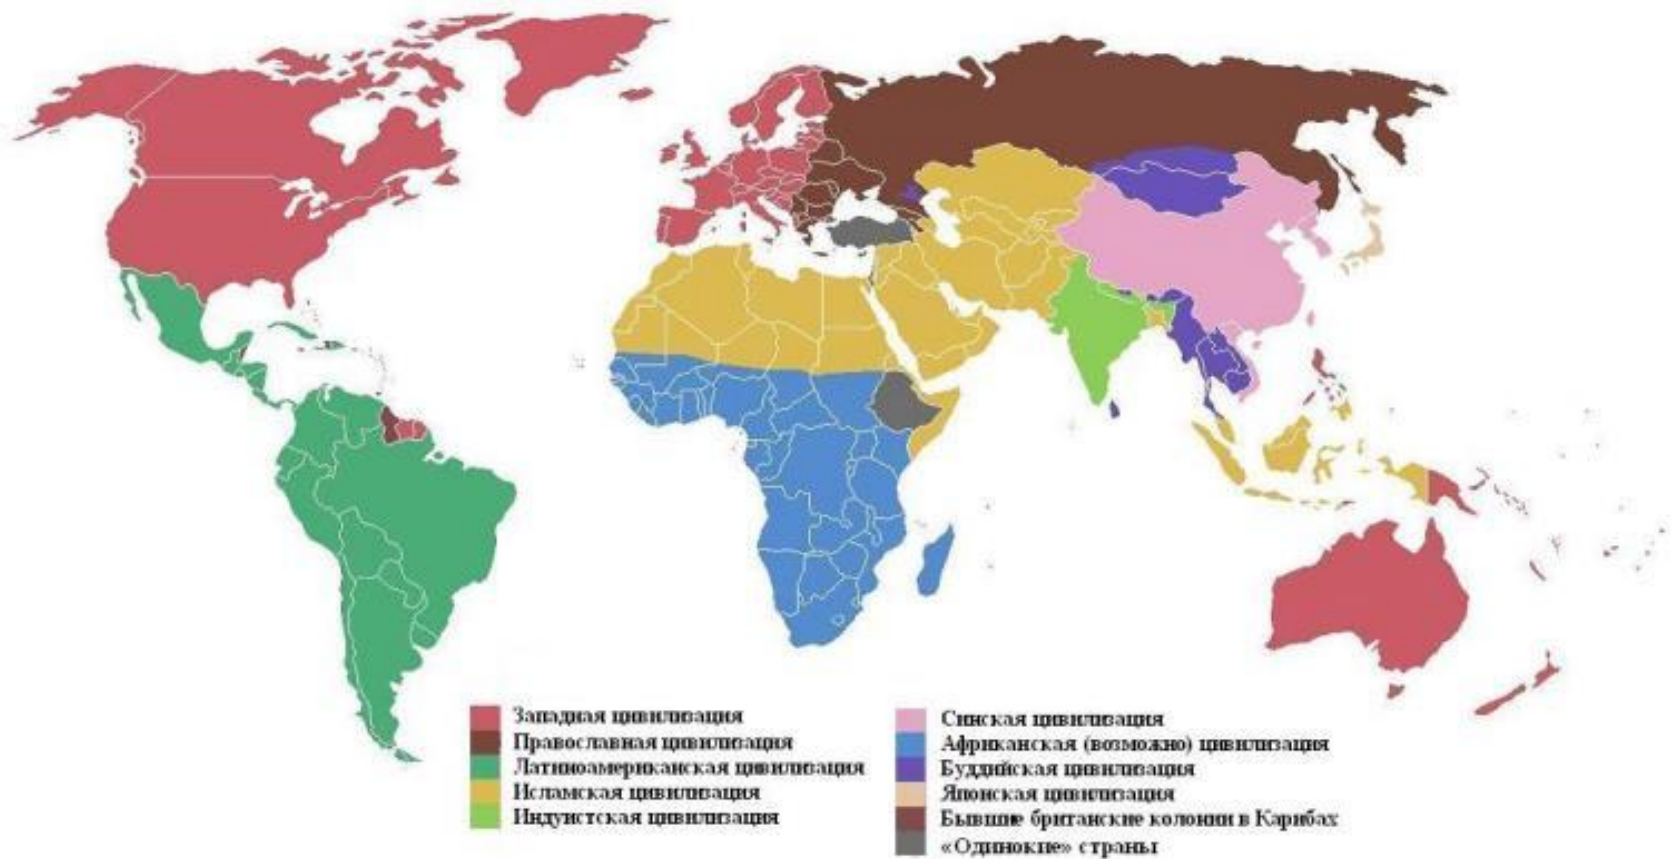 Западная цивилизация
Православная цивилизация
Латиноамериканская цивилизация
Исламская цивилизация
Индуистская цивилизация
Синская цивилизация
Африканская (возможно) цивилизация
Буддийская цивилизация
Японская цивилизация
Бывшие британские колонии в Карибах
«Одинокие» страны